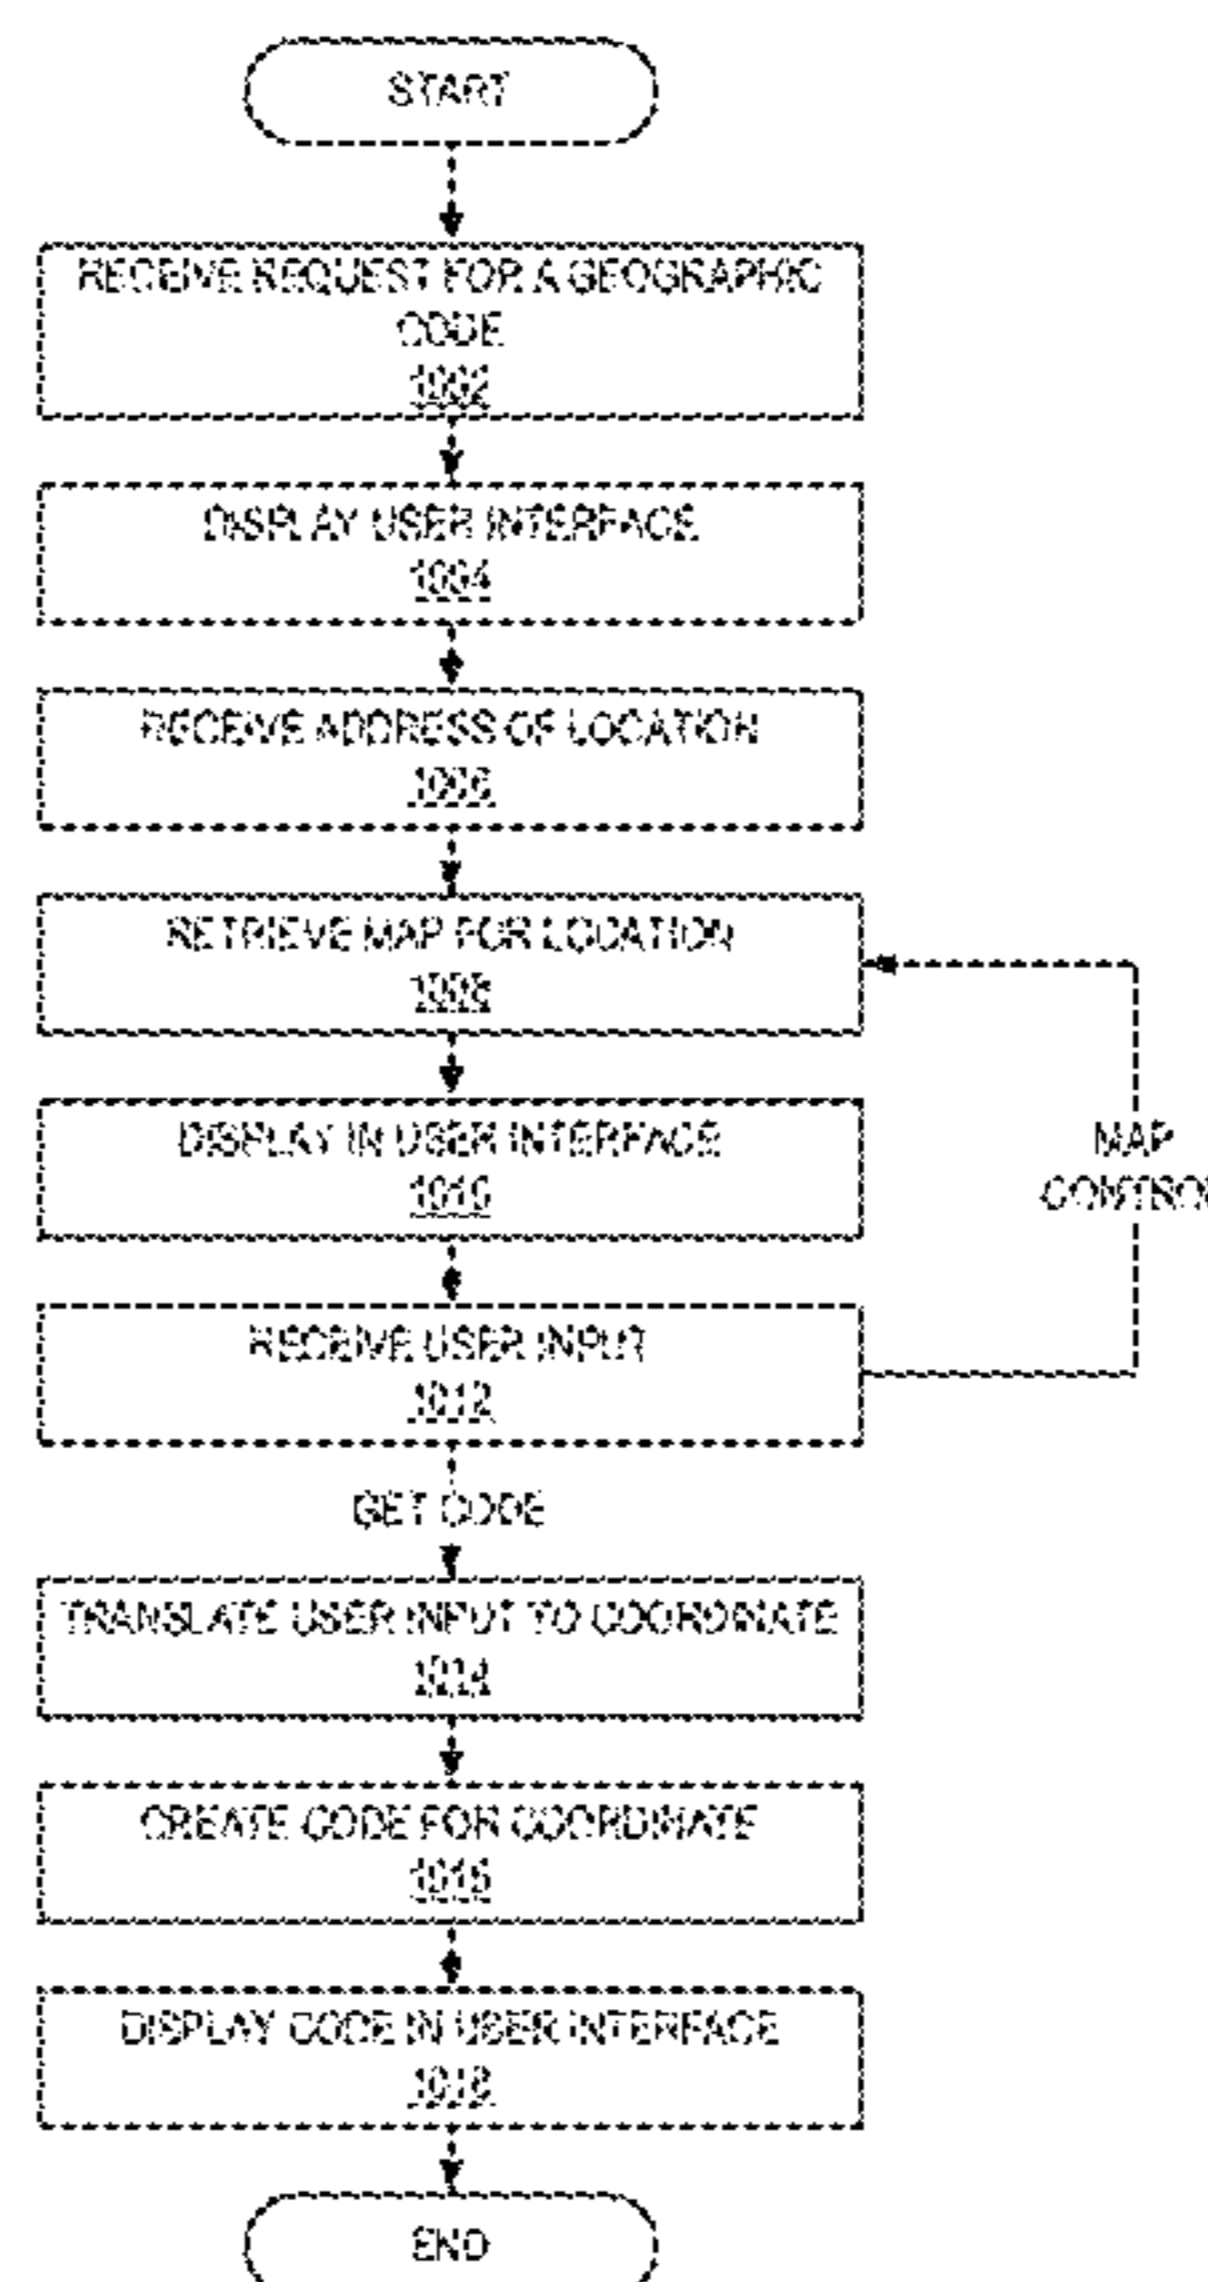 START
RECEIVE REQUEST FOR A GEOGRAPHIC
CODE
1002
DISPLAY USER INTERFACE
1004
RECEIVE ADDRESS OF LOCATION
1006
RETRIEVE MAP FOR LOCATION
1008
DISPLAY IN USER INTERFACE
1010
MAP
CONTROL
RECEIVE USER INPUT
1012
GET CODE
TRANSLATE USER INPUT TO COORDINATE
1014
CREATE CODE FOR COORDINATE
1016
DISPLAY CODE IN USER INTERFACE
1018
END